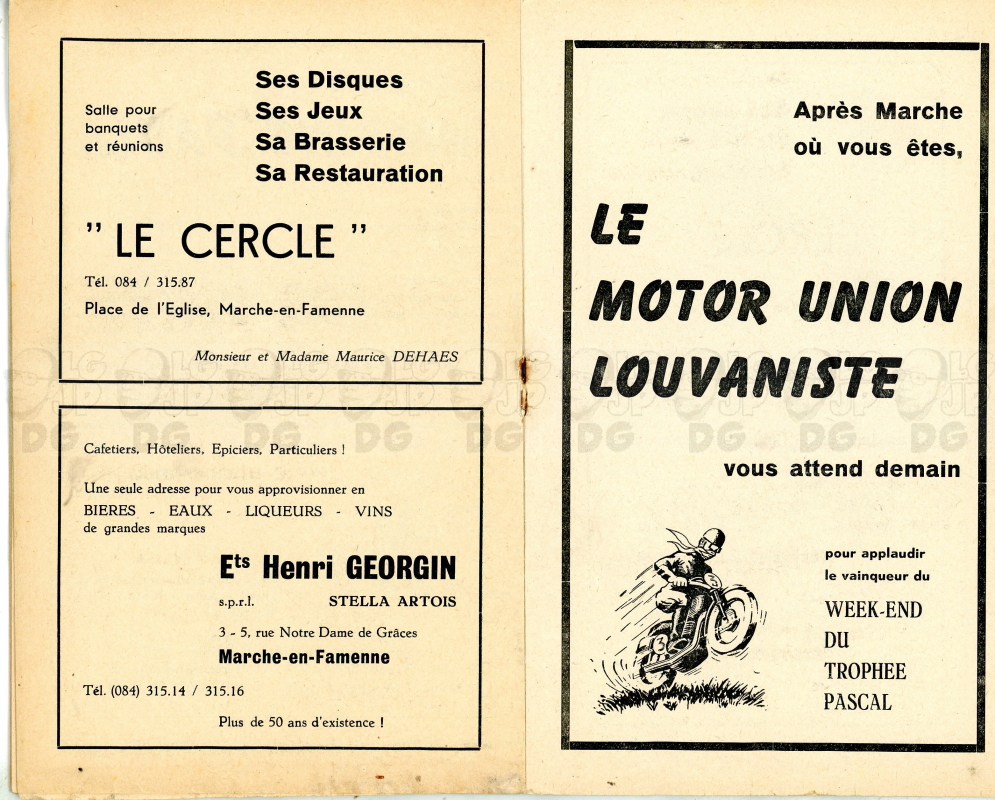 Salle pour
banquets
et réunions
Ses Disques
Ses Jeux
Sa Brasserie
Sa Restauration
" LE CERCLE "
Tél. 084 / 315.87
Place de l'Eglise, Marche-en-Famenne
Monsieur et Madame Maurice DEHAES
Cafetiers, Hôteliers, Epiciers, Particuliers !
Une seule adresse pour vous approvisionner en
BIERES - EAUX - LIQUEURS - VINS
de grandes marques
Ets Henri GEORGIN
s.p.r.l. STELLA ARTOIS
3 - 5, rue Notre Dame de Grâces
Marche-en-Famenne
Tél. (084) 315.14 / 315.16
Plus de 50 ans d'existence !
Après Marche
où vous êtes,
LE
MOTOR UNION
LOUVANISTE
vous attend demain
pour applaudir
le vainqueur du
WEEK-END
DU
TROPHEE
PASCAL
3
LG
JP
DG